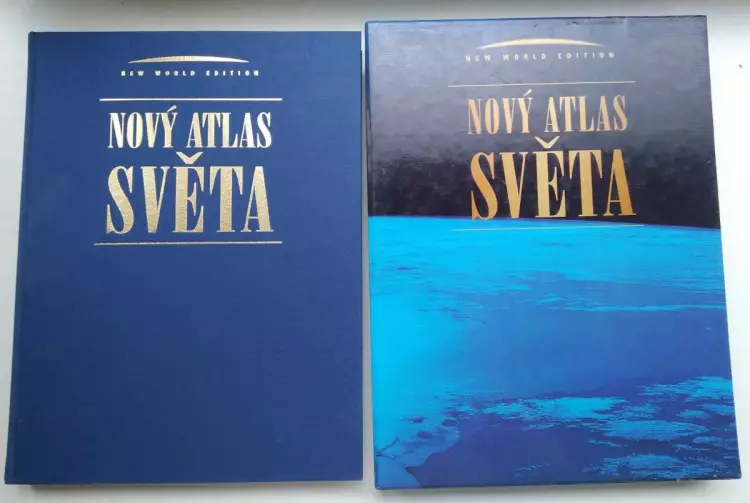 NEW WORLD EDITION
NOVÝ ATLAS
SVĚTA
NEW WORLD EDITION
NOVÝ ATLAS
SVĚTA